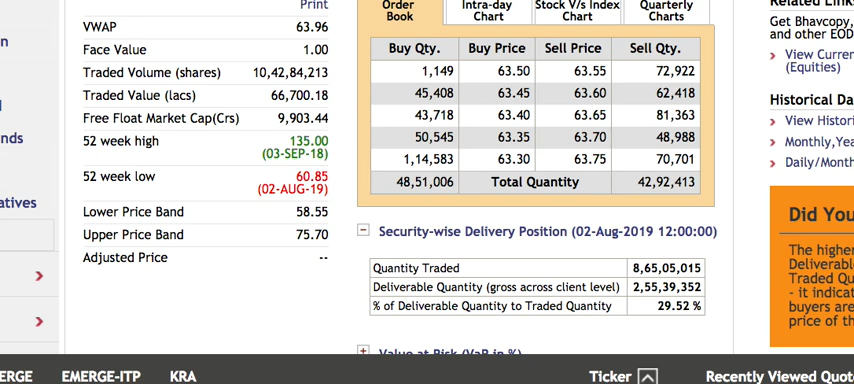 Print
VWAP 63.96
Face Value 1.00
Traded Volume (shares) 10,42,84,213
Traded Value (lacs) 66,700.18
Free Float Market Cap(Crs) 9,903.44
52 week high 135.00
(03-SEP-18)
52 week low 60.85
(02-AUG-19)
Lower Price Band 58.55
Upper Price Band 75.70
Adjusted Price --
Order
Book
Intra-day
Chart
Stock V/s Index
Chart
Quarterly
Charts
Buy Qty. Buy Price Sell Price Sell Qty.
1,149 63.50 63.55 72,922
45,408 63.45 63.60 62,418
43,718 63.40 63.65 81,363
50,545 63.35 63.70 48,988
1,14,583 63.30 63.75 70,701
48,51,006 Total Quantity 42,92,413
Security-wise Delivery Position (02-Aug-2019 12:00:00)
Quantity Traded 8,65,05,015
Deliverable Quantity (gross across client level) 2,55,39,352
% of Deliverable Quantity to Traded Quantity 29.52 %
Value at Risk (VaR in %)
Related Links
Get Bhavcopy,
and other EOD
View Curren
(Equities)
Historical Da
View Histori
Monthly,Yea
Daily/Month
Did You
The higher
Deliverabl
Traded Qu
- it indicat
buyers are
price of th
n
nds
atives
ERGE EMERGE-ITP KRA Ticker Recently Viewed Quot